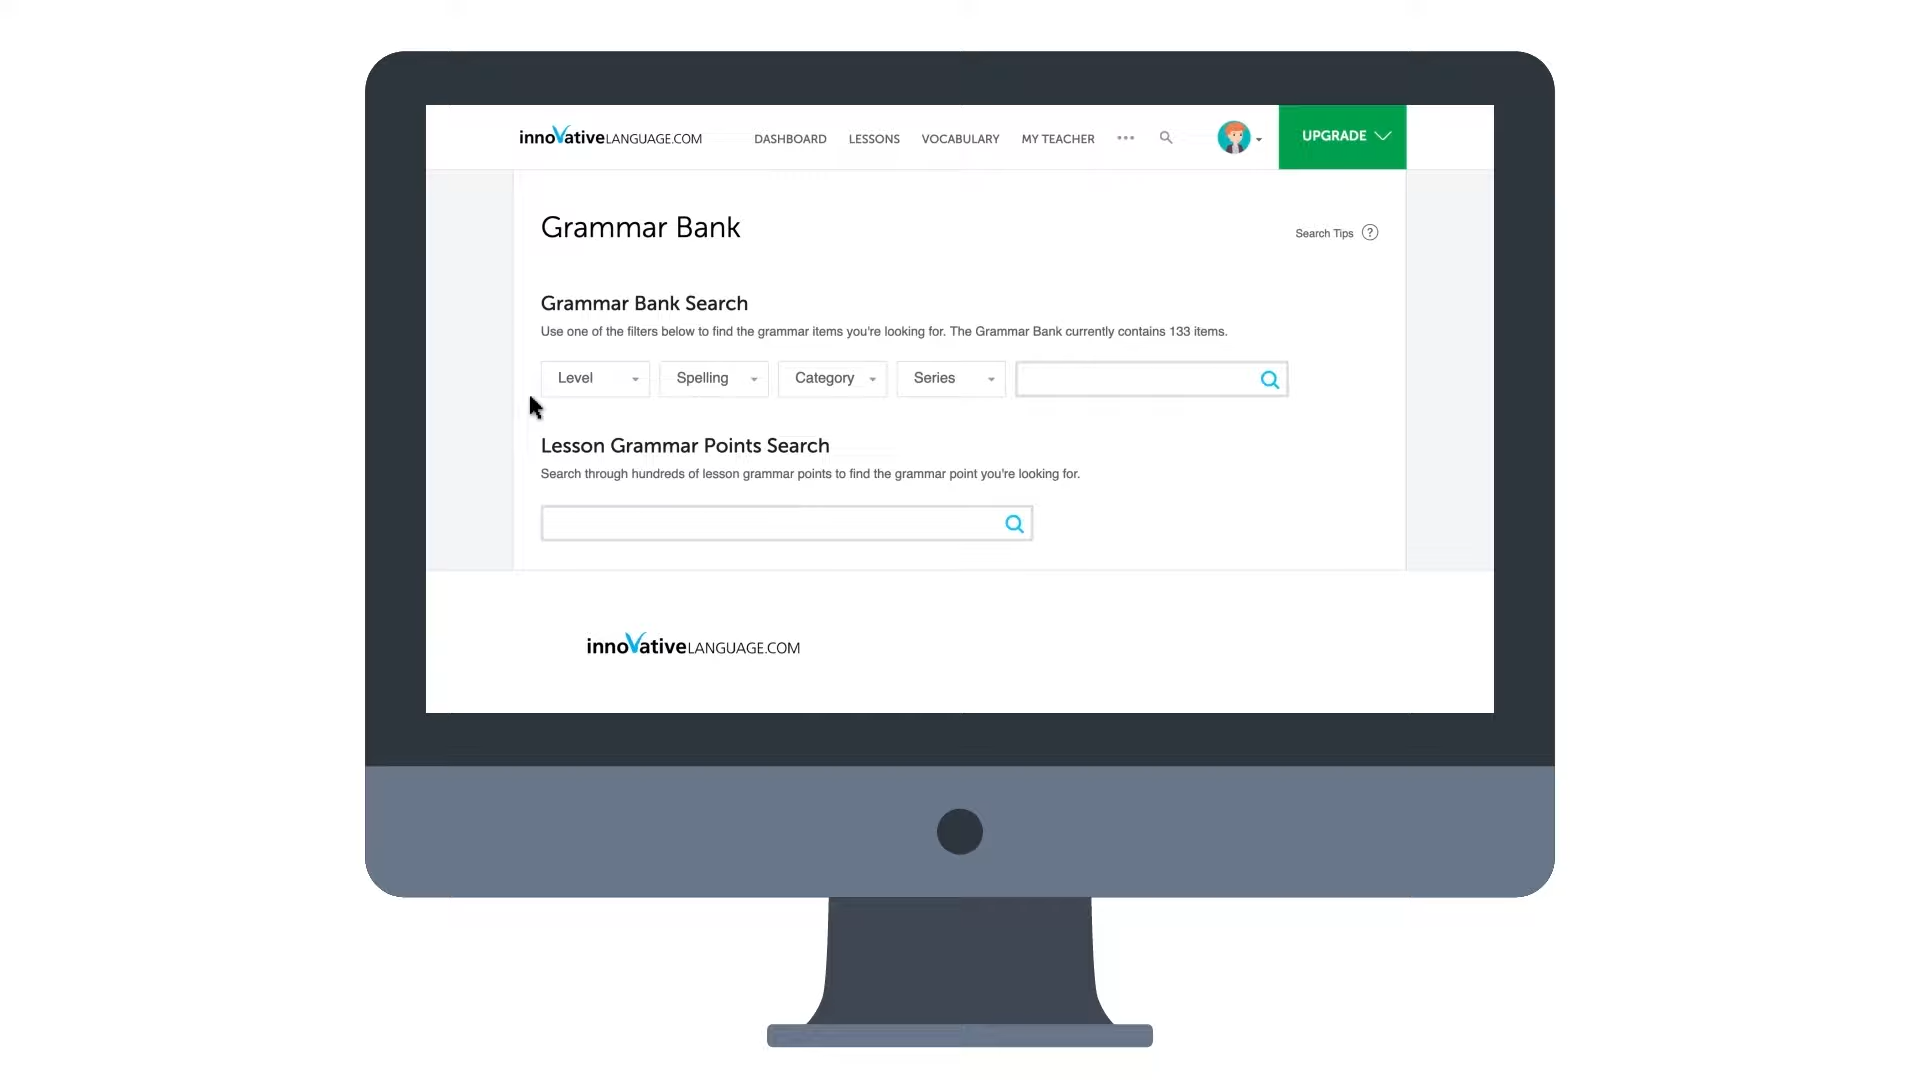 innoVativeLANGUAGE.COM DASHBOARD LESSONS VOCABULARY MY TEACHER UPGRADE
Grammar Bank
Search Tips ?
Grammar Bank Search
Use one of the filters below to find the grammar items you're looking for. The Grammar Bank currently contains 133 items.
Level Spelling Category Series
Lesson Grammar Points Search
Search through hundreds of lesson grammar points to find the grammar point you're looking for.
innoVativeLANGUAGE.COM